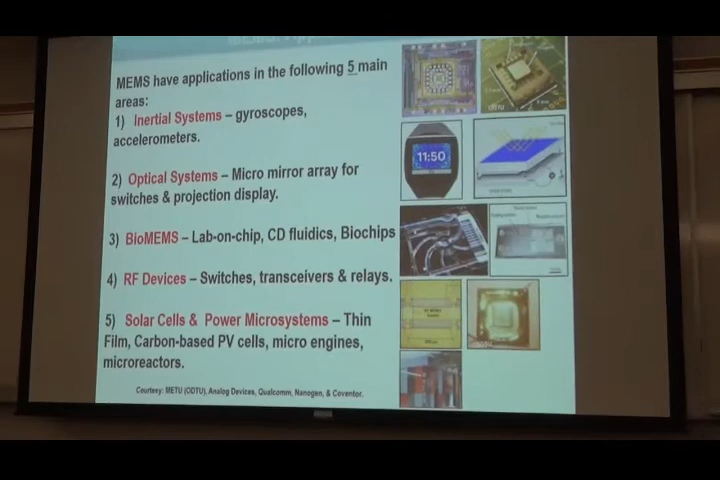 MEMS have applications in the following 5 main
areas:
1) Inertial Systems – gyroscopes,
accelerometers.
2) Optical Systems – Micro mirror array for
switches & projection display.
3) BioMEMS – Lab-on-chip, CD fluidics, Biochips
4) RF Devices – Switches, transceivers & relays.
5) Solar Cells & Power Microsystems – Thin
Film, Carbon-based PV cells, micro engines,
microreactors.
Courtesy: METU (ODTU), Analog Devices, Qualcomm, Nanogen, & Coventor.
11:50